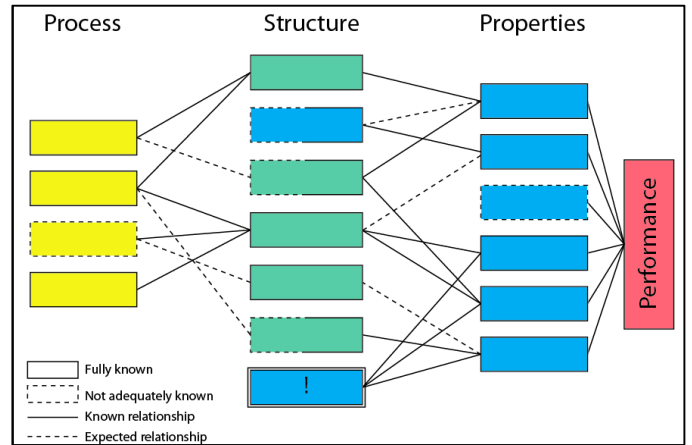 Process
Structure
Properties
!
Performance
Fully known
Not adequately known
Known relationship
Expected relationship